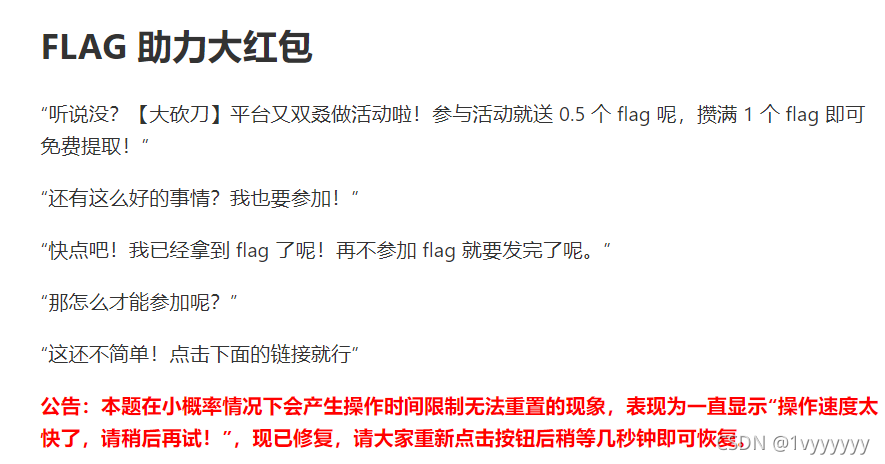 FLAG 助力大红包
“听说没？【大砍刀】平台又双叒做活动啦！参与活动就送 0.5 个 flag 呢，攒满 1 个 flag 即可
免费提取！”
“还有这么好的事情？我也要参加！”
“快点吧！我已经拿到 flag 了呢！再不参加 flag 就要发完了呢。”
“那怎么才能参加呢？”
“这还不简单！点击下面的链接就行”
公告：本题在小概率情况下会产生操作时间限制无法重置的现象，表现为一直显示“操作速度太
快了，请稍后再试！”，现已修复，请大家重新点击按钮后稍等几秒钟即可恢复。
CSDN @1vyyyyyy